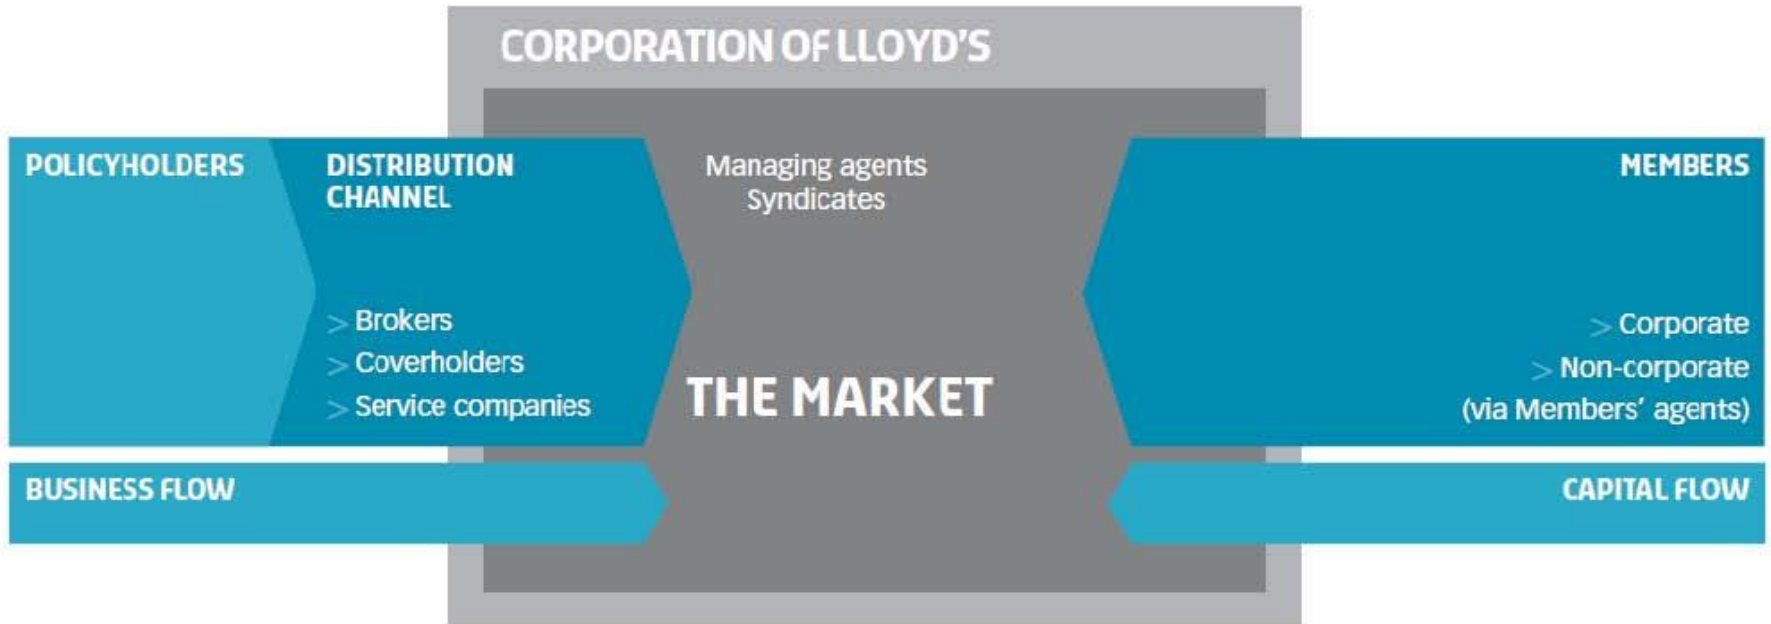 CORPORATION OF LLOYD'S
POLICYHOLDERS
DISTRIBUTION
CHANNEL
> Brokers
> Coverholders
> Service companies
Managing agents
Syndicates
THE MARKET
MEMBERS
> Corporate
> Non-corporate
(via Members' agents)
BUSINESS FLOW
CAPITAL FLOW